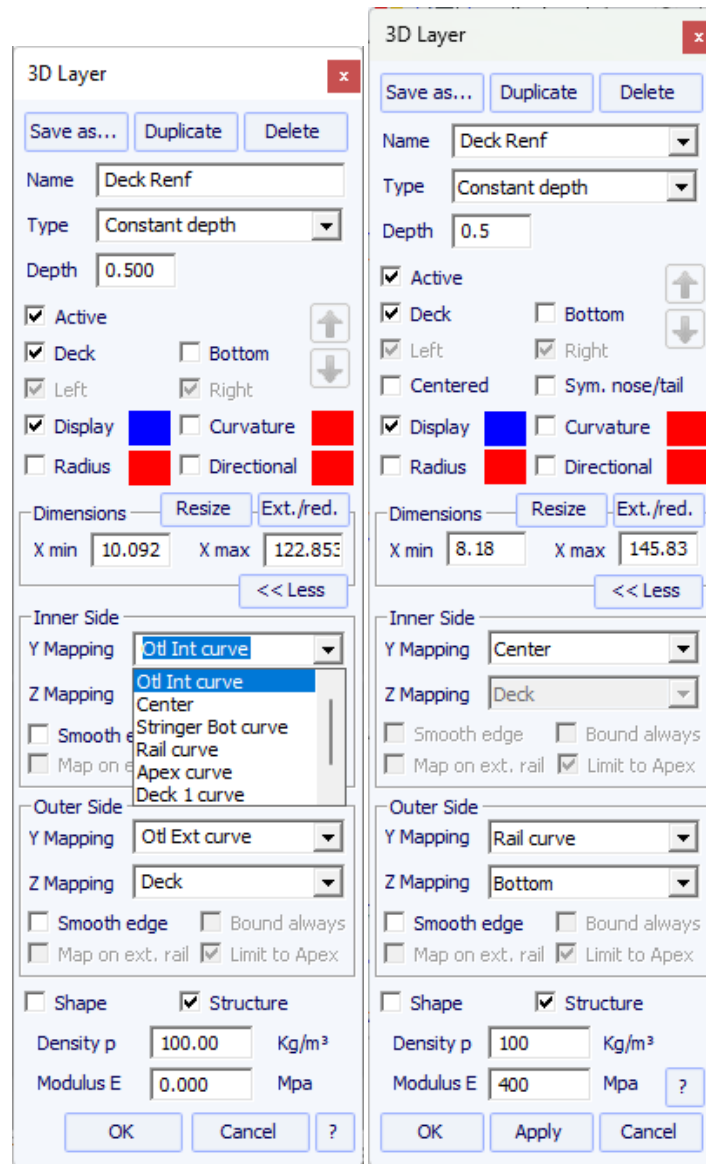 3D Layer
x
Save as... Duplicate Delete
Name Deck Renf
Type Constant depth
Depth 0.500
Active
Deck Bottom
Left Right
Display Curvature
Radius Directional
Dimensions Resize Ext./red.
X min 10.092 X max 122.853
<< Less
Inner Side
Y Mapping Otl Int curve
Otl Int curve
Center
Stringer Bot curve
Rail curve
Apex curve
Deck 1 curve
Z Mapping
Smooth e
Map on e
Outer Side
Y Mapping Otl Ext curve
Z Mapping Deck
Smooth edge Bound always
Map on ext. rail Limit to Apex
Shape Structure
Density p 100.00 Kg/m³
Modulus E 0.000 Mpa
OK Cancel ?
3D Layer
x
Save as... Duplicate Delete
Name Deck Renf
Type Constant depth
Depth 0.5
Active
Deck Bottom
Left Right
Centered Sym. nose/tail
Display Curvature
Radius Directional
Dimensions Resize Ext./red.
X min 8.18 X max 145.83
<< Less
Inner Side
Y Mapping Center
Z Mapping Deck
Smooth edge Bound always
Map on ext. rail Limit to Apex
Outer Side
Y Mapping Rail curve
Z Mapping Bottom
Smooth edge Bound always
Map on ext. rail Limit to Apex
Shape Structure
Density p 100 Kg/m³
Modulus E 400 Mpa ?
OK Apply Cancel